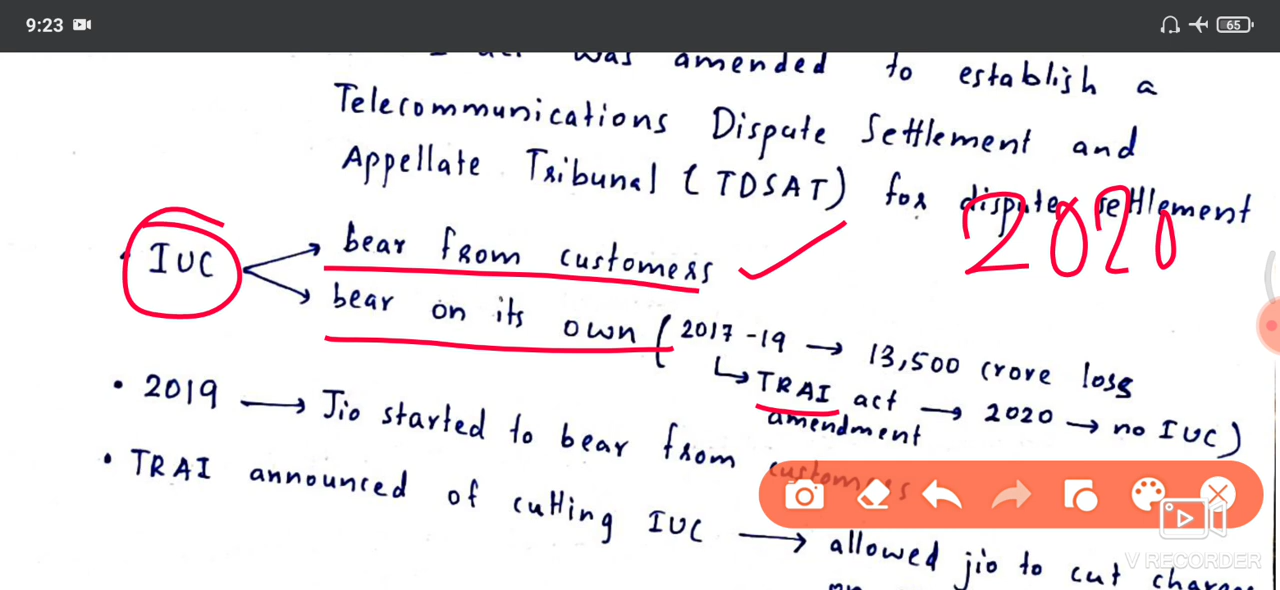 9:23
65
was amended to establish a
Telecommunications Dispute Settlement and
Appellate Tribunal (TDSAT) for dispute settlement
2020
IUC
bear from customers
bear on its own (2017-19 → 13,500 crore loss
↳ TRAI act → 2020 → no IUC)
amendment
• 2019 → Jio started to bear from customers
• TRAI announced of cutting IUC → allowed jio to cut
V RECORDER